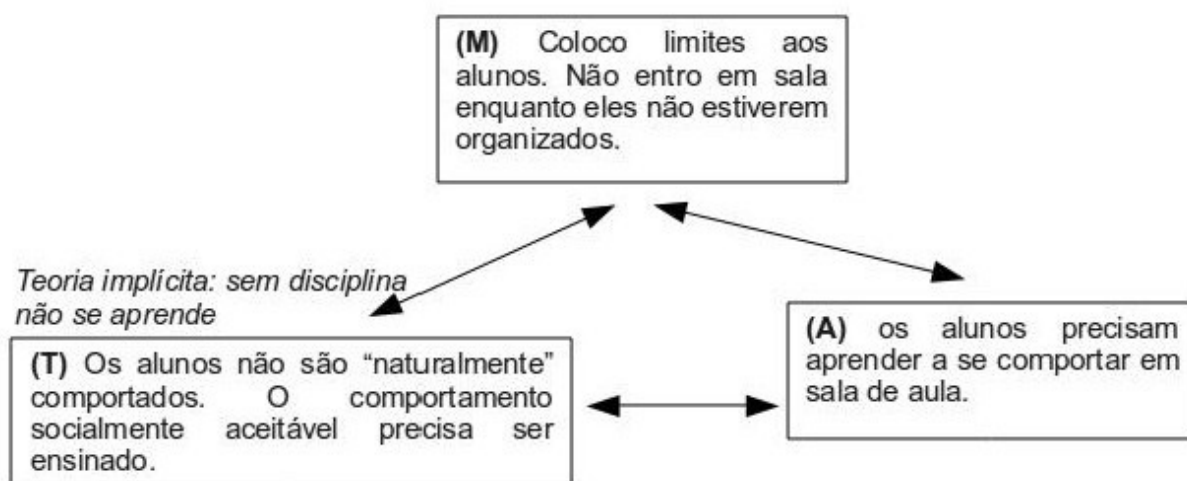 (M) Coloco limites aos
alunos. Não entro em sala
enquanto eles não estiverem
organizados.
Teoria implícita: sem disciplina
não se aprende
(T) Os alunos não são “naturalmente”
comportados. O comportamento
socialmente aceitável precisa ser
ensinado.
(A) os alunos precisam
aprender a se comportar em
sala de aula.